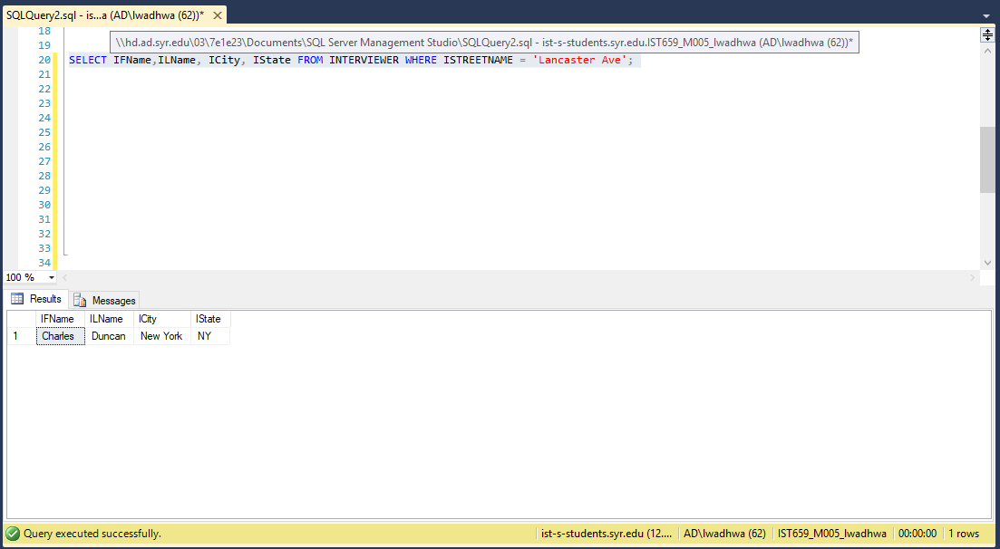 SQLQuery2.sql - is...a (AD\lwadhwa (62))*
18
19
\\hd.ad.syr.edu\03\7e1e23\Documents\SQL Server Management Studio\SQLQuery2.sql - ist-s-students.syr.edu.IST659_M005_lwadhwa (AD\lwadhwa (62))*
20 SELECT IFName,ILName, ICity, IState FROM INTERVIEWER WHERE ISTREETNAME = 'Lancaster Ave';
21
22
23
24
25
26
27
28
29
30
31
32
33
34
100 %
Results Messages
IFName ILName ICity IState
1 Charles Duncan New York NY
Query executed successfully. ist-s-students.syr.edu (12.... AD\lwadhwa (62) IST659_M005_lwadhwa 00:00:00 1 rows